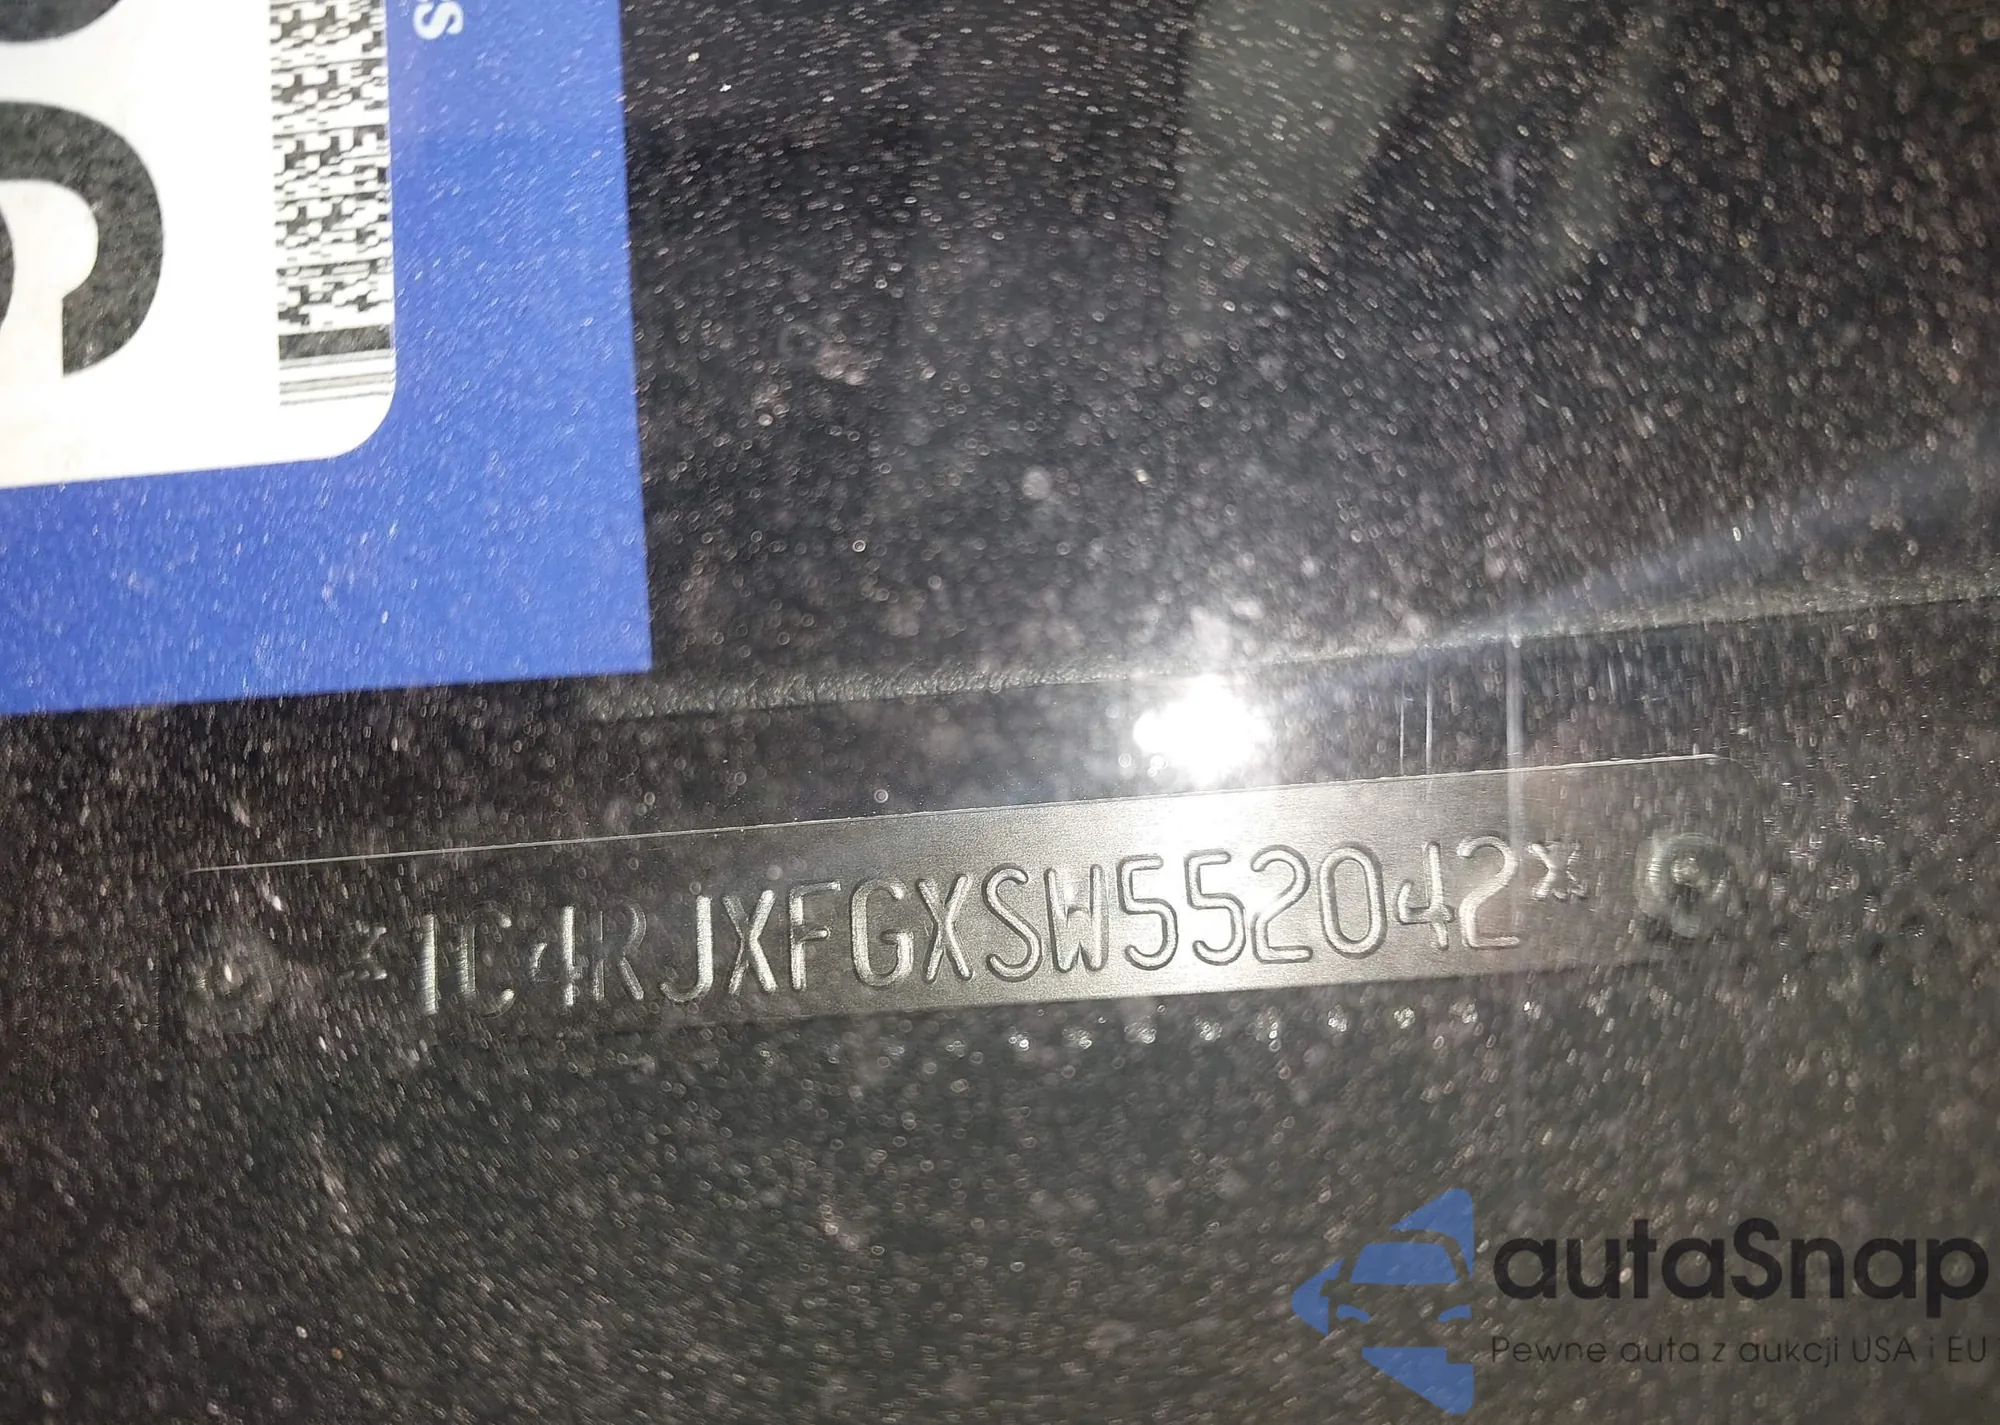 s
*1C4RJXFGXSW552042*
autaSnap
Pewne auta z aukcji USA i EU